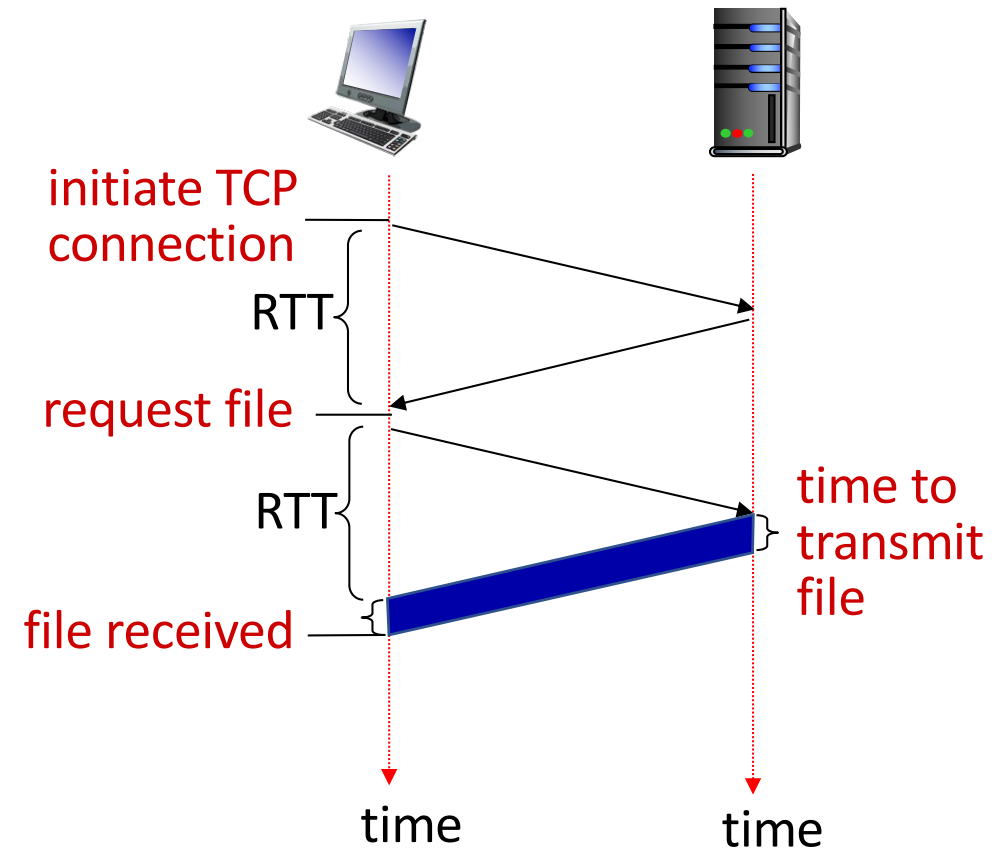 initiate TCP
connection
RTT
request file
RTT
time to
transmit
file
file received
time
time